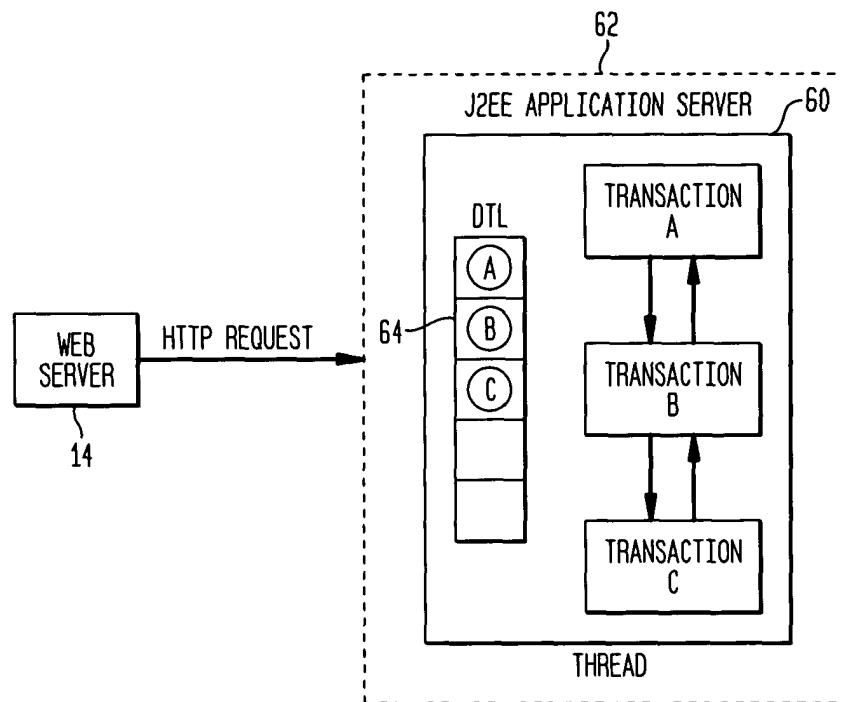 62
J2EE APPLICATION SERVER
60
TRANSACTION
A
DTL
A
64
B
C
WEB
SERVER
14
HTTP REQUEST
TRANSACTION
B
TRANSACTION
C
THREAD